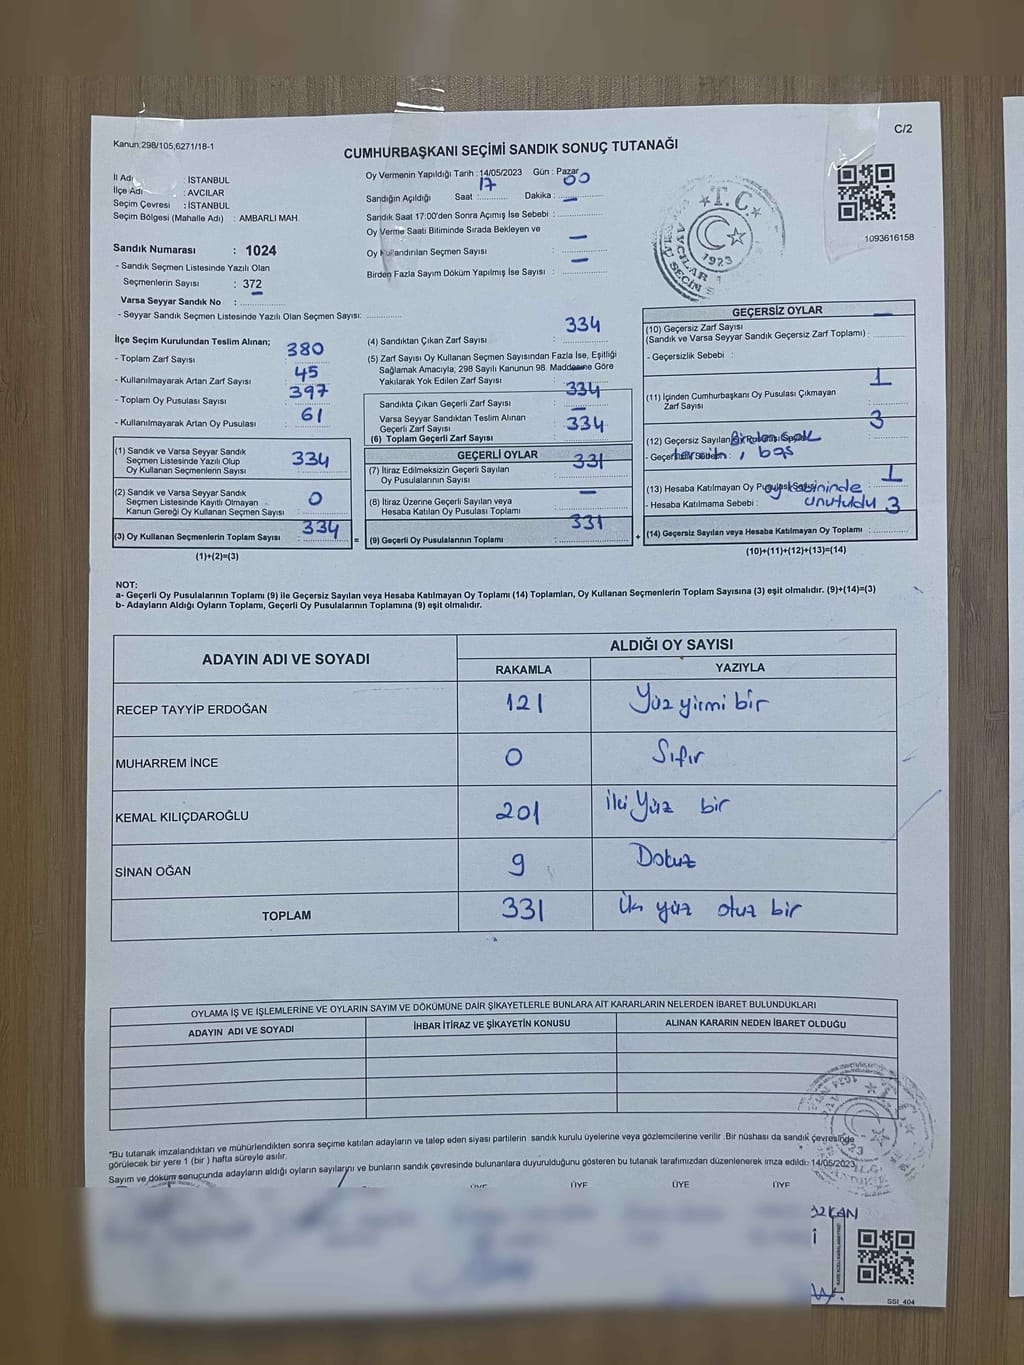 Kanun:298/105,6271/18-1
C/2
CUMHURBAŞKANI SEÇİMİ SANDIK SONUÇ TUTANAĞI
İl Adı : İSTANBUL
İlçe Adı : AVCILAR
Seçim Çevresi : İSTANBUL
Seçim Bölgesi (Mahalle Adı) : AMBARLI MAH.
Sandık Numarası : 1024
- Sandık Seçmen Listesinde Yazılı Olan
Seçmenlerin Sayısı : 372
Varsa Seyyar Sandık No :
- Seyyar Sandık Seçmen Listesinde Yazılı Olan Seçmen Sayısı:
Oy Vermenin Yapıldığı Tarih :14/05/2023 Gün : Pazar
Sandığın Açıldığı Saat : 17 Dakika : 00
Sandık Saat 17:00'den Sonra Açımış İse Sebebi : —
Oy Verme Saati Bitiminde Sırada Bekleyen ve
Oy Kullandırılan Seçmen Sayısı : —
Birden Fazla Sayım Döküm Yapılmış İse Sayısı : —
T.C.
AVCILAR
1923
1093616158
İlçe Seçim Kurulundan Teslim Alınan;
- Toplam Zarf Sayısı : 380
- Kullanılmayarak Artan Zarf Sayısı : 45
- Toplam Oy Pusulası Sayısı : 397
- Kullanılmayarak Artan Oy Pusulası : 61
(1) Sandık ve Varsa Seyyar Sandık
Seçmen Listesinde Yazılı Olup
Oy Kullanan Seçmenlerin Sayısı : 334
(2) Sandık ve Varsa Seyyar Sandık
Seçmen Listesinde Kayıtlı Olmayan
Kanun Gereği Oy Kullanan Seçmen Sayısı : 0
(3) Oy Kullanan Seçmenlerin Toplam Sayısı : 334
(1)+(2)=(3)
(4) Sandıktan Çıkan Zarf Sayısı : 334
(5) Zarf Sayısı Oy Kullanan Seçmen Sayısından Fazla İse, Eşitliği
Sağlamak Amacıyla; 298 Sayılı Kanunun 98. Maddesine Göre
Yakılarak Yok Edilen Zarf Sayısı : —
Sandıkta Çıkan Geçerli Zarf Sayısı : 334
Varsa Seyyar Sandıktan Teslim Alınan
Geçerli Zarf Sayısı : —
(6) Toplam Geçerli Zarf Sayısı : 334
GEÇERLİ OYLAR
(7) İtiraz Edilmeksizin Geçerli Sayılan
Oy Pusulalarının Toplamı : 331
(8) İtiraz Üzerine Geçerli Sayılan veya
Hesaba Katılan Oy Pusulası Toplamı : —
(9) Geçerli Oy Pusulalarının Toplamı : 331
=
+
GEÇERSİZ OYLAR
(10) Geçersiz Zarf Sayısı
(Sandık ve Varsa Seyyar Sandık Geçersiz Zarf Toplamı) : —
- Geçersizlik Sebebi :
(11) İçinden Cumhurbaşkanı Oy Pusulası Çıkmayan
Zarf Sayısı : 1
(12) Geçersiz Sayılan Oy Pusulası Sayısı : 3
- Geçersizlik Sebebi : Birden çok
tercih, boş
(13) Hesaba Katılmayan Oy Pusulası Sayısı : 1
- Hesaba Katılmama Sebebi : oy kabininde
unutuldu
(14) Geçersiz Sayılan veya Hesaba Katılmayan Oy Toplamı : 3
(10)+(11)+(12)+(13)=(14)
NOT:
a- Geçerli Oy Pusulalarının Toplamı (9) ile Geçersiz Sayılan veya Hesaba Katılmayan Oy Toplamı (14) Toplamları, Oy Kullanan Seçmenlerin Toplam Sayısına (3) eşit olmalıdır. (9)+(14)=(3)
b- Adayların Aldığı Oyların Toplamı, Geçerli Oy Pusulalarının Toplamına (9) eşit olmalıdır.
ADAYIN ADI VE SOYADI ALDIĞI OY SAYISI
RAKAMLA YAZIYLA
RECEP TAYYİP ERDOĞAN 121 Yüz yirmi bir
MUHARREM İNCE 0 Sıfır
KEMAL KILIÇDAROĞLU 201 İki Yüz bir
SİNAN OĞAN 9 Dokuz
TOPLAM 331 yüz otuz bir
OYLAMA İŞ VE İŞLEMLERİNE VE OYLARIN SAYIM VE DÖKÜMÜNE DAİR ŞİKAYETLERLE BUNLARA AİT KARARLARIN NELERDEN İBARET BULUNDUKLARI
ADAYIN ADI VE SOYADI İHBAR İTİRAZ VE ŞİKAYETİN KONUSU ALINAN KARARIN NEDEN İBARET OLDUĞU
*Bu tutanak imzalandıktan ve mühürlendikten sonra seçime katılan adayların ve talep eden siyasi partilerin sandık kurulu üyelerine veya gözlemcilerine verilir .Bir nüshası da sandık çevresinde
görülecek bir yere 1 (bir ) hafta süreyle asılır.
Sayım ve döküm sonuçunda adayların aldığı oyların sayılarını ve bunların sandık çevresinde bulunanlara duyurulduğunu gösteren bu tutanak tarafımızdan düzenlenerek imza edildi:-14/05/2023
ÜYE ÜYE ÜYE
SSI_404